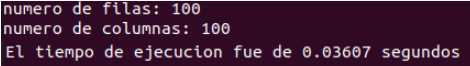 numero de filas: 100
numero de columnas: 100
El tiempo de ejecucion fue de 0.03607 segundos